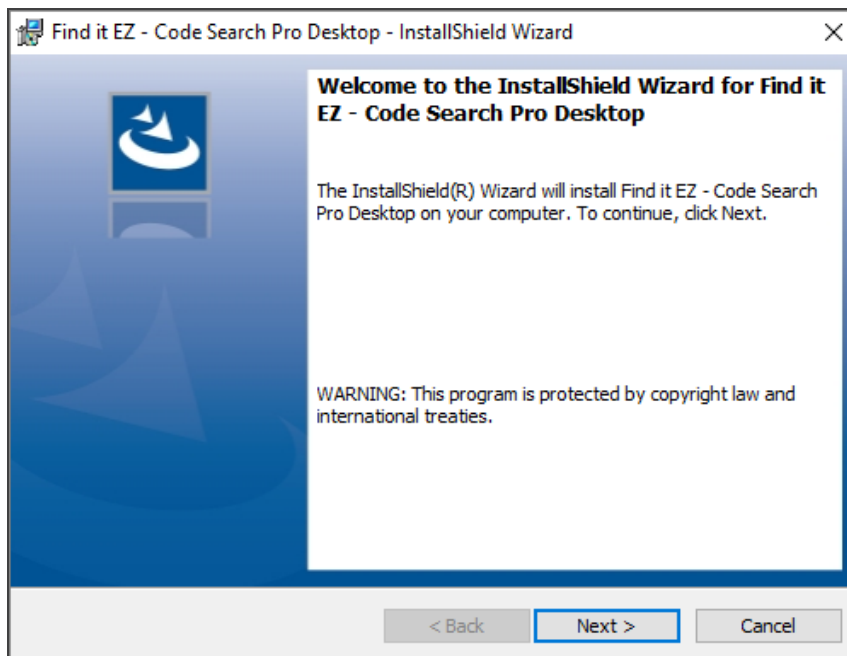 Find it EZ - Code Search Pro Desktop - InstallShield Wizard
Welcome to the InstallShield Wizard for Find it
EZ - Code Search Pro Desktop
The InstallShield(R) Wizard will install Find it EZ - Code Search
Pro Desktop on your computer. To continue, click Next.
WARNING: This program is protected by copyright law and
international treaties.
< Back
Next >
Cancel